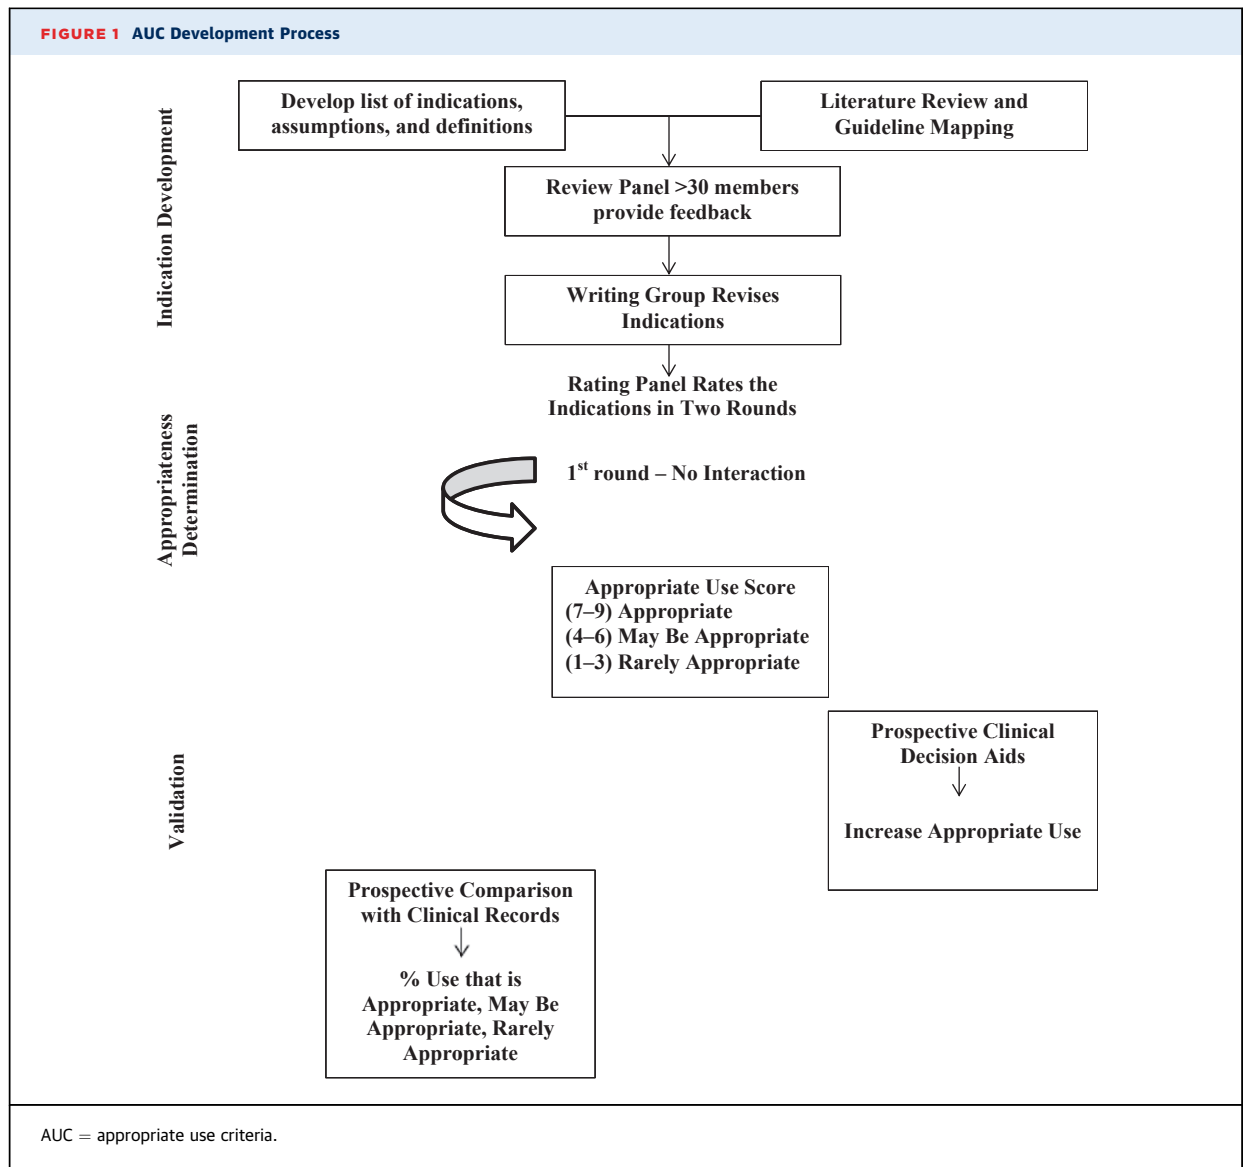 FIGURE 1 AUC Development Process
Indication Development
Develop list of indications,
assumptions, and definitions
Literature Review and
Guideline Mapping
Review Panel >30 members
provide feedback
Writing Group Revises
Indications
Appropriateness
Determination
Rating Panel Rates the
Indications in Two Rounds
1st round – No Interaction
Appropriate Use Score
(7–9) Appropriate
(4–6) May Be Appropriate
(1–3) Rarely Appropriate
Validation
Prospective Clinical
Decision Aids
Increase Appropriate Use
Prospective Comparison
with Clinical Records
% Use that is
Appropriate, May Be
Appropriate, Rarely
Appropriate
AUC = appropriate use criteria.